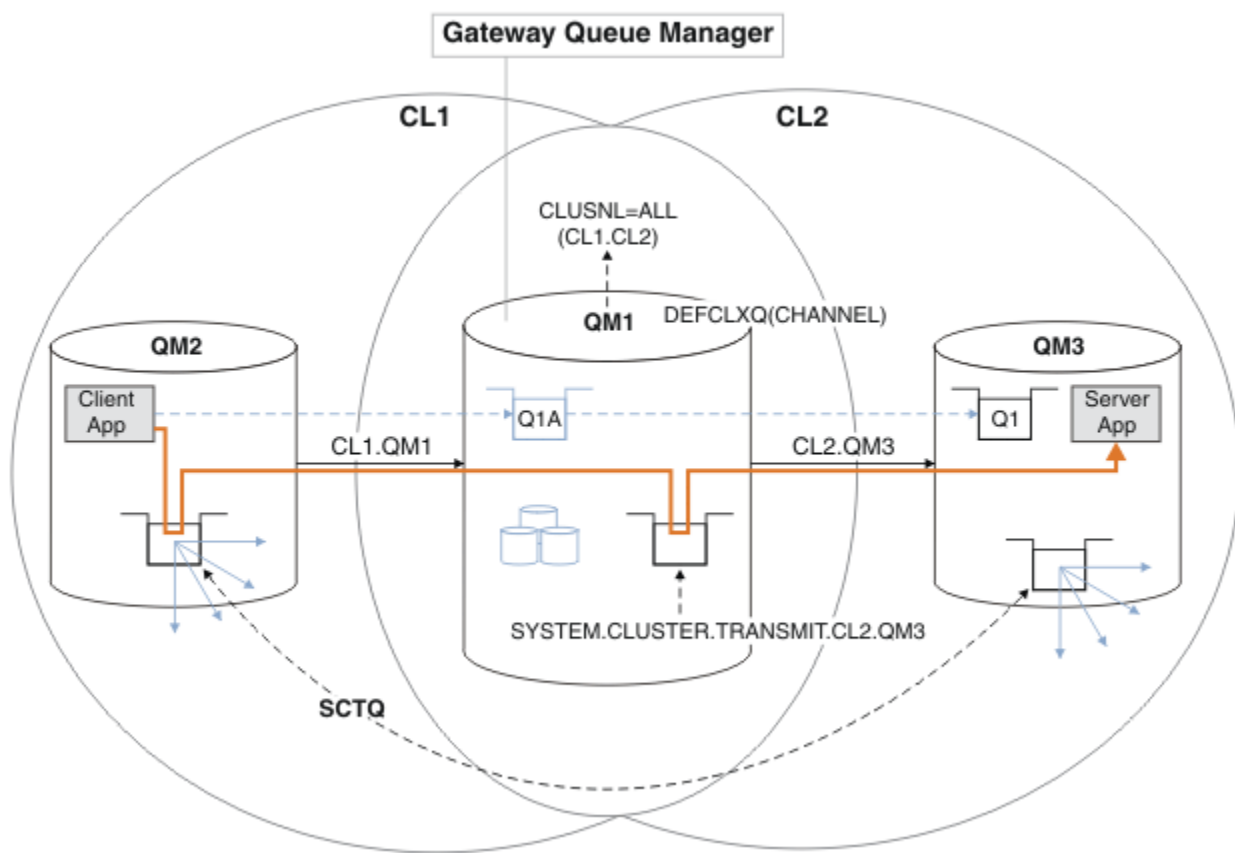 Gateway Queue Manager
CL1
CL2
CLUSNL=ALL
(CL1.CL2)
QM1
DEFCLXQ(CHANNEL)
QM2
QM3
Client
App
Q1A
Q1
Server
App
CL1.QM1
CL2.QM3
SYSTEM.CLUSTER.TRANSMIT.CL2.QM3
SCTQ